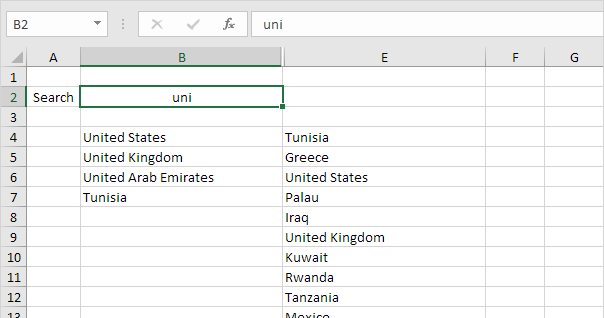 B2 fx uni
A B E F G
1
2 Search uni
3
4 United States Tunisia
5 United Kingdom Greece
6 United Arab Emirates United States
7 Tunisia Palau
8 Iraq
9 United Kingdom
10 Kuwait
11 Rwanda
12 Tanzania
13 Mexico